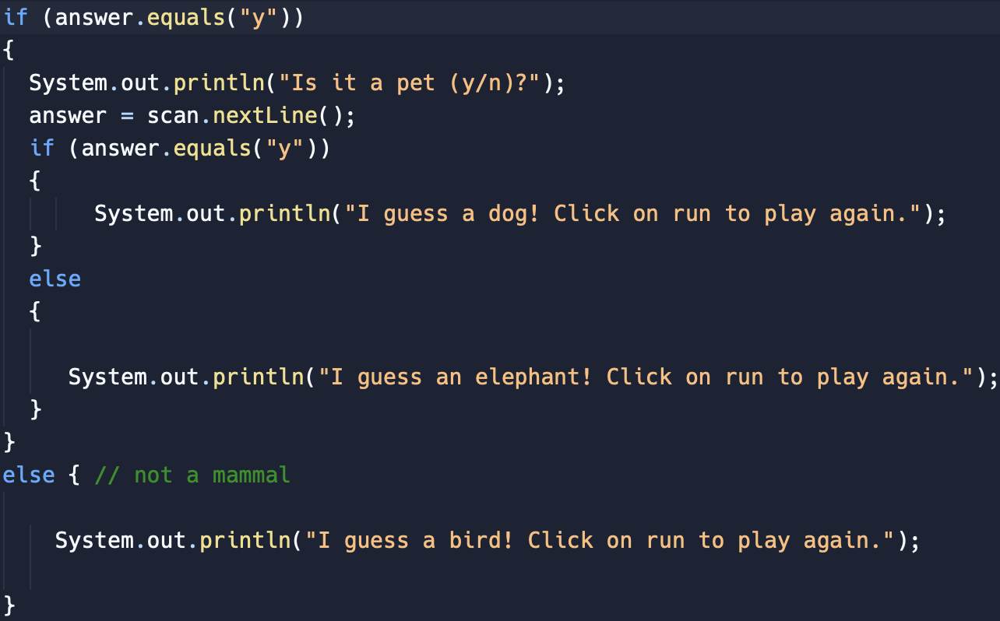 if (answer.equals("y"))
{
  System.out.println("Is it a pet (y/n)?");
  answer = scan.nextLine();
  if (answer.equals("y"))
  {
       System.out.println("I guess a dog! Click on run to play again.");
  }
  else
  {

     System.out.println("I guess an elephant! Click on run to play again.");
  }
}
else { // not a mammal

    System.out.println("I guess a bird! Click on run to play again.");

}